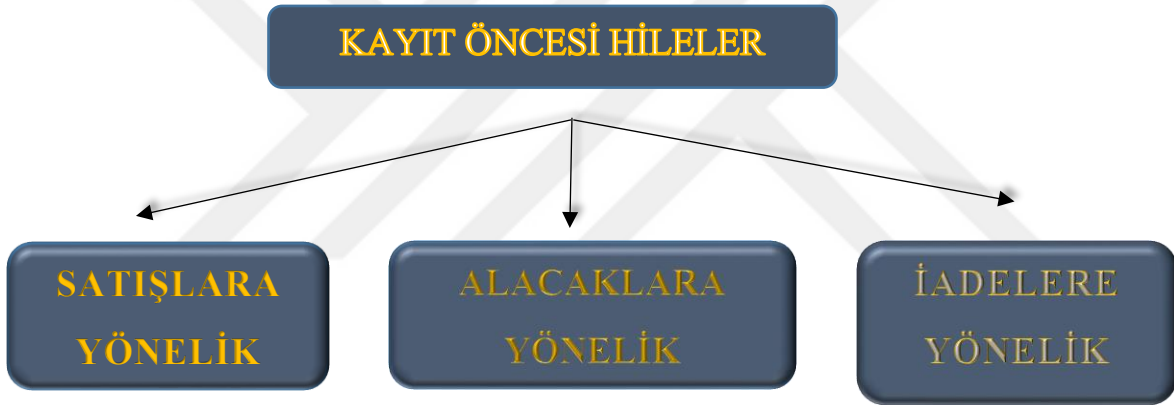 KAYIT ÖNCESİ HİLELER
SATIŞLARA
YÖNELİK
ALACAKLARA
YÖNELİK
İADELERE
YÖNELİK